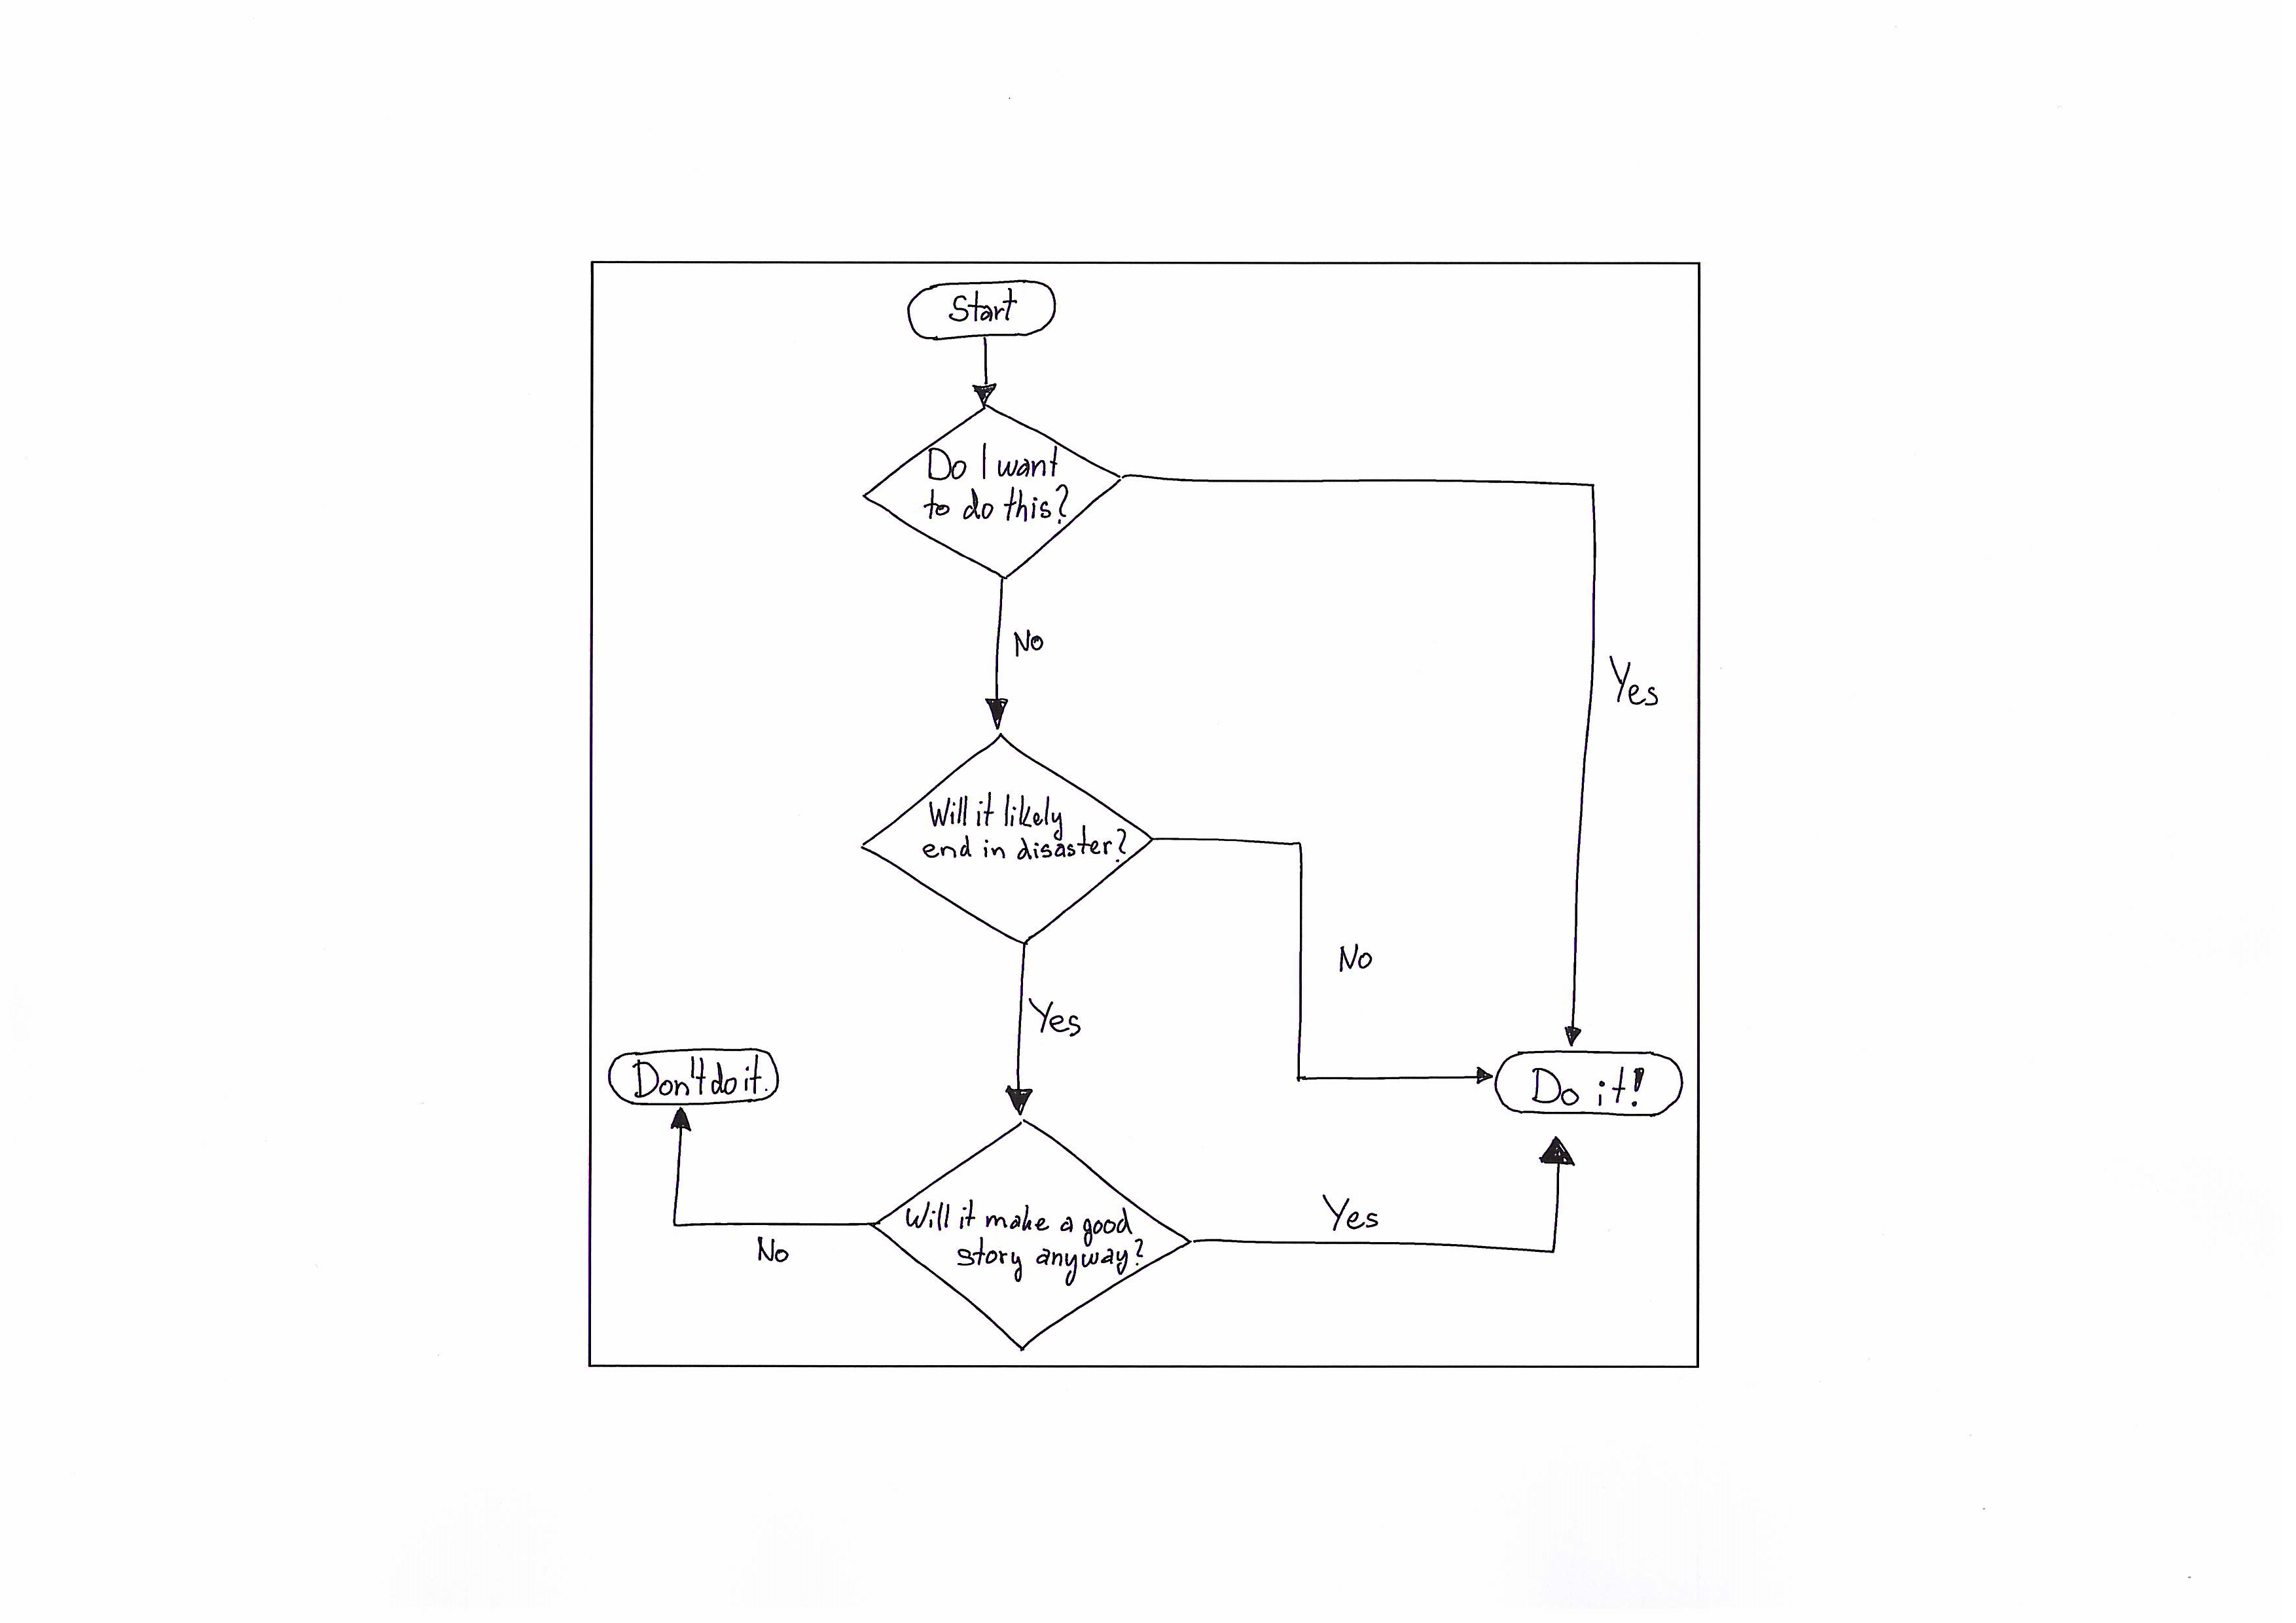 Start
Do I want
to do this?
No
Yes
Will it likely
end in disaster?
No
Yes
Don't do it.
Do it!
Will it make a good
story anyway?
Yes
No